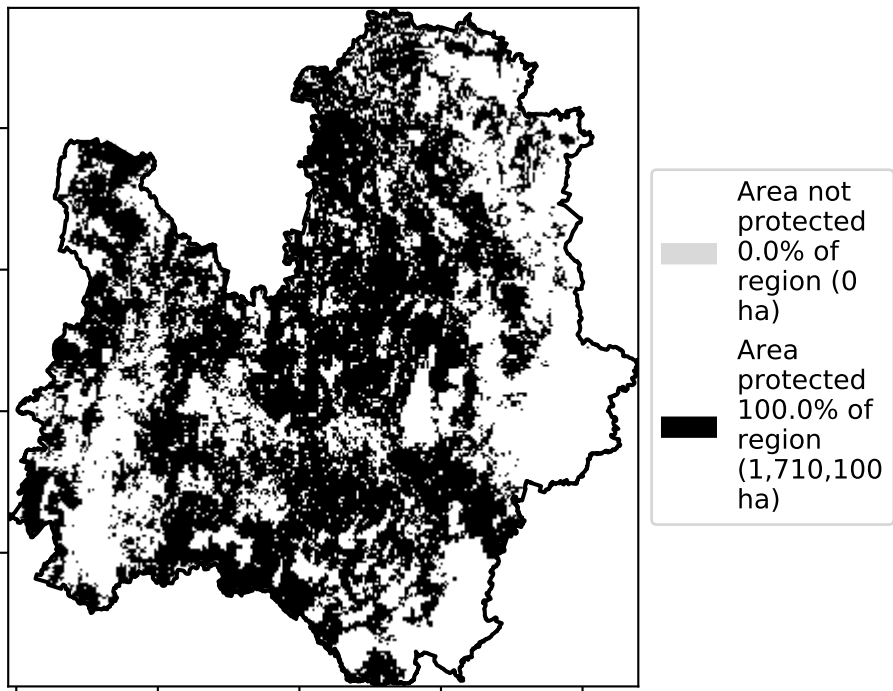 Area not
protected
0.0% of
region (0
ha)
Area
protected
100.0% of
region
(1,710,100
ha)